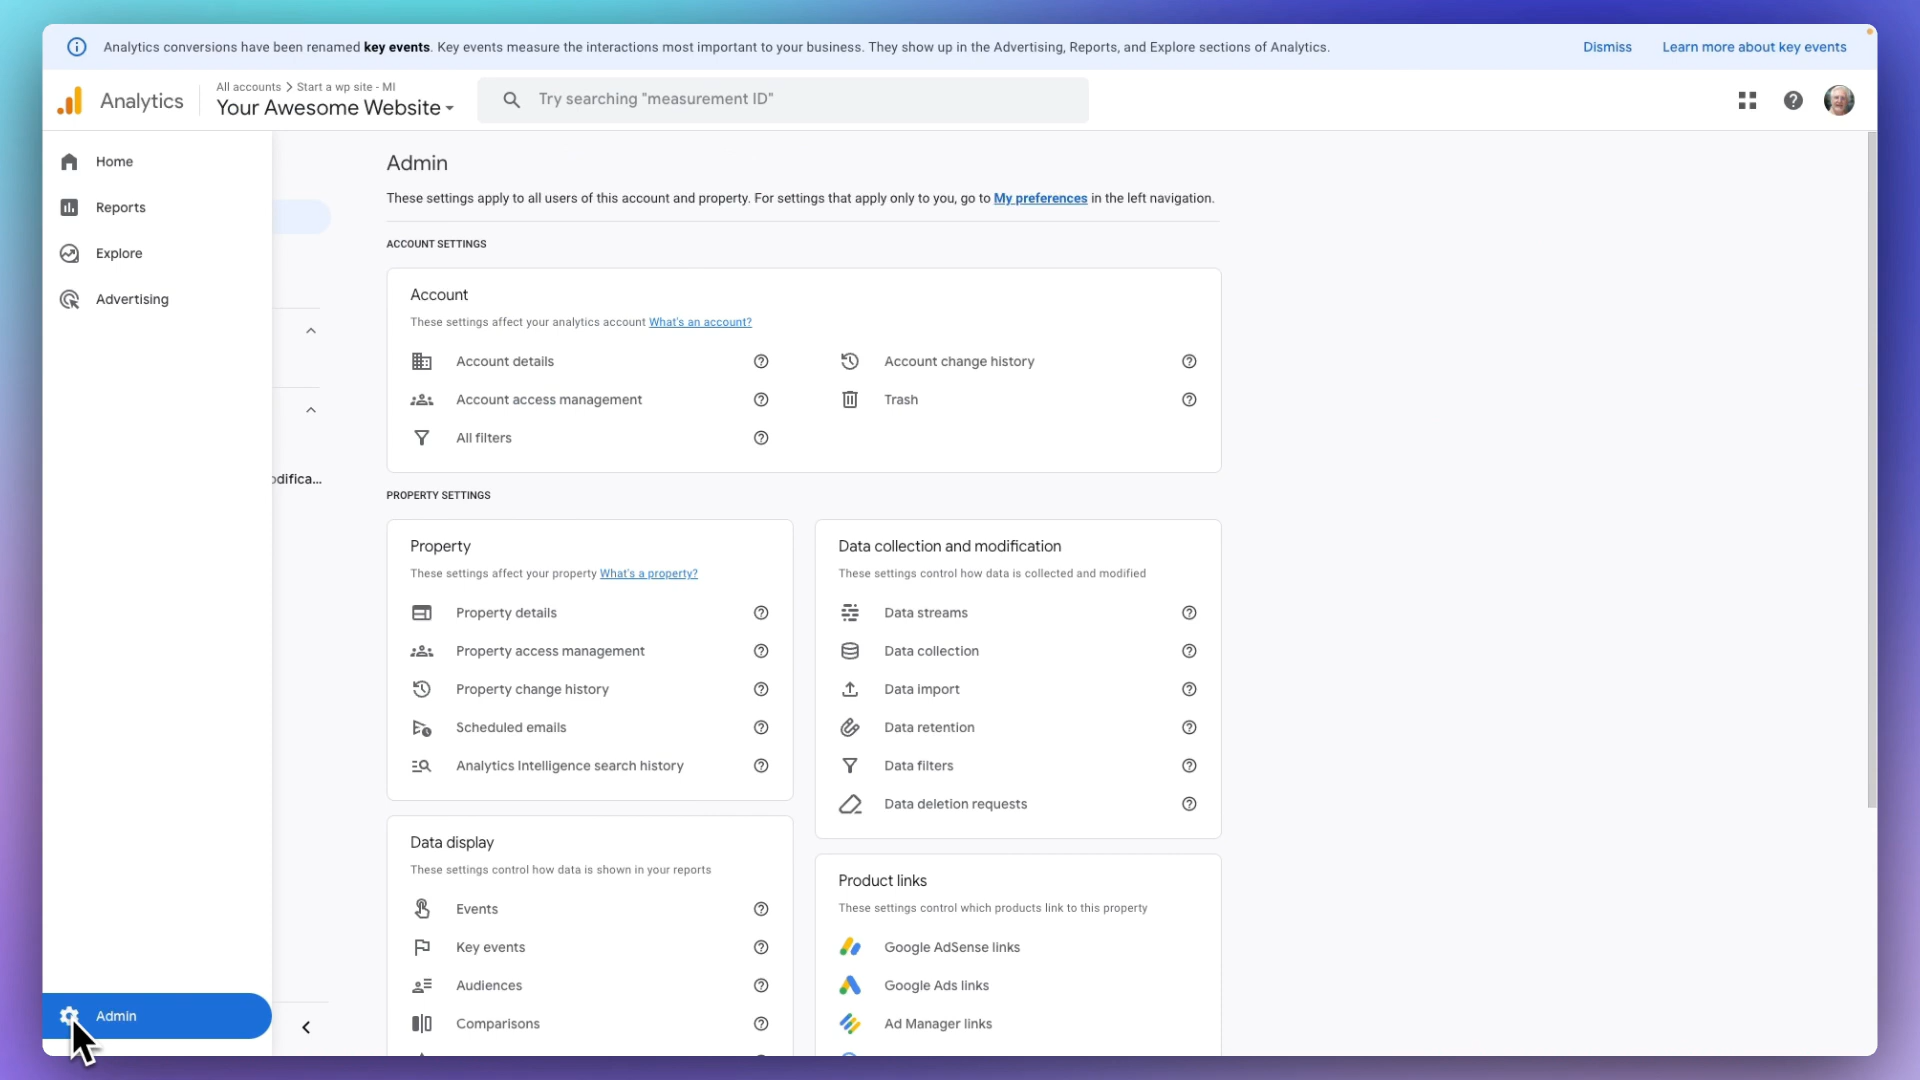 Analytics conversions have been renamed key events. Key events measure the interactions most important to your business. They show up in the Advertising, Reports, and Explore sections of Analytics.
Dismiss
Learn more about key events
Analytics
All accounts > Start a wp site - MI
Your Awesome Website
Try searching "measurement ID"
Home
Reports
Explore
Advertising
odifica...
Admin
Admin
These settings apply to all users of this account and property. For settings that apply only to you, go to My preferences in the left navigation.
ACCOUNT SETTINGS
Account
These settings affect your analytics account What's an account?
Account details
Account change history
Account access management
Trash
All filters
PROPERTY SETTINGS
Property
These settings affect your property What's a property?
Property details
Property access management
Property change history
Scheduled emails
Analytics Intelligence search history
Data collection and modification
These settings control how data is collected and modified
Data streams
Data collection
Data import
Data retention
Data filters
Data deletion requests
Data display
These settings control how data is shown in your reports
Events
Key events
Audiences
Comparisons
Product links
These settings control which products link to this property
Google AdSense links
Google Ads links
Ad Manager links